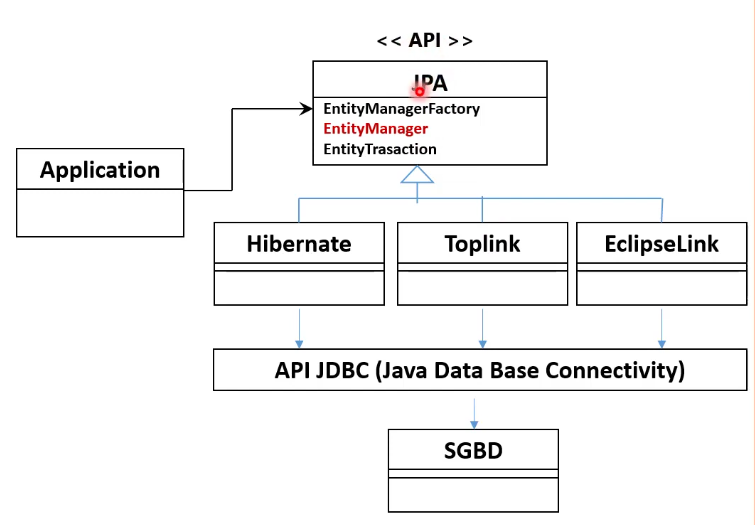 << API >>
JPA
EntityManagerFactory
EntityManager
EntityTrasaction
Application
Hibernate
Toplink
EclipseLink
API JDBC (Java Data Base Connectivity)
SGBD